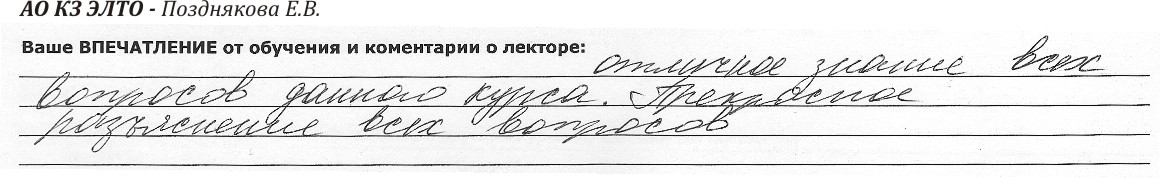 АО КЗ ЭЛТО - Позднякова Е.В.
Ваше ВПЕЧАТЛЕНИЕ от обучения и коментарии о лекторе:
отличное знание всех
вопросов данного курса. Прекрасное
разъяснение всех вопросов